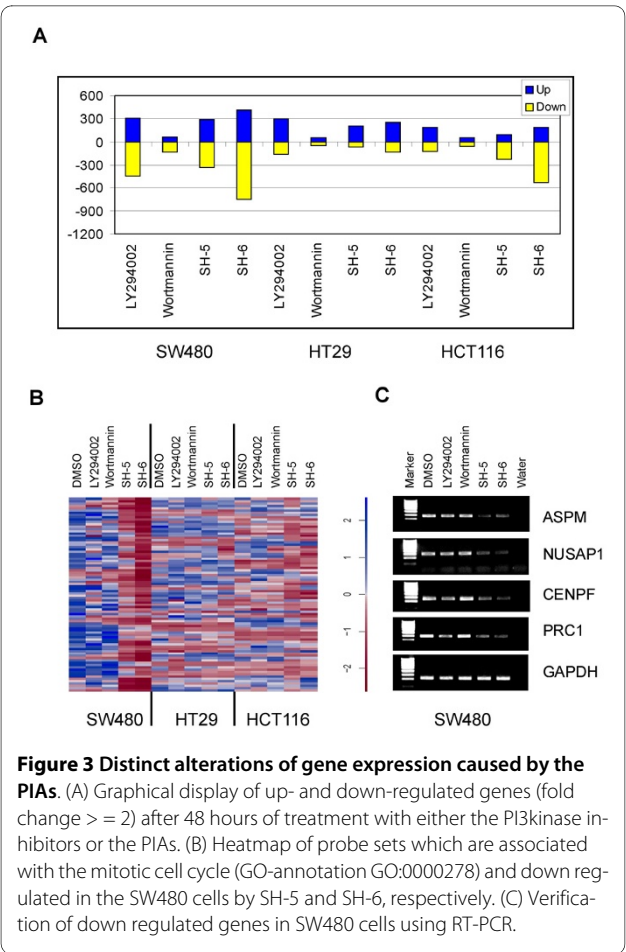 A
Up
Down
600
300
0
-300
-600
-900
-1200
LY294002 Wortmannin SH-5 SH-6 LY294002 Wortmannin SH-5 SH-6 LY294002 Wortmannin SH-5 SH-6
SW480 HT29 HCT116
B
DMSO LY294002 Wortmannin SH-5 SH-6 DMSO LY294002 Wortmannin SH-5 SH-6 DMSO LY294002 Wortmannin SH-5 SH-6
2
1
0
-1
-2
SW480 HT29 HCT116
C
Marker DMSO LY294002 Wortmannin SH-5 SH-6 Water
ASPM
NUSAP1
CENPF
PRC1
GAPDH
SW480
Figure 3 Distinct alterations of gene expression caused by the
PIAs. (A) Graphical display of up- and down-regulated genes (fold
change > = 2) after 48 hours of treatment with either the PI3kinase in-
hibitors or the PIAs. (B) Heatmap of probe sets which are associated
with the mitotic cell cycle (GO-annotation GO:0000278) and down reg-
ulated in the SW480 cells by SH-5 and SH-6, respectively. (C) Verifica-
tion of down regulated genes in SW480 cells using RT-PCR.